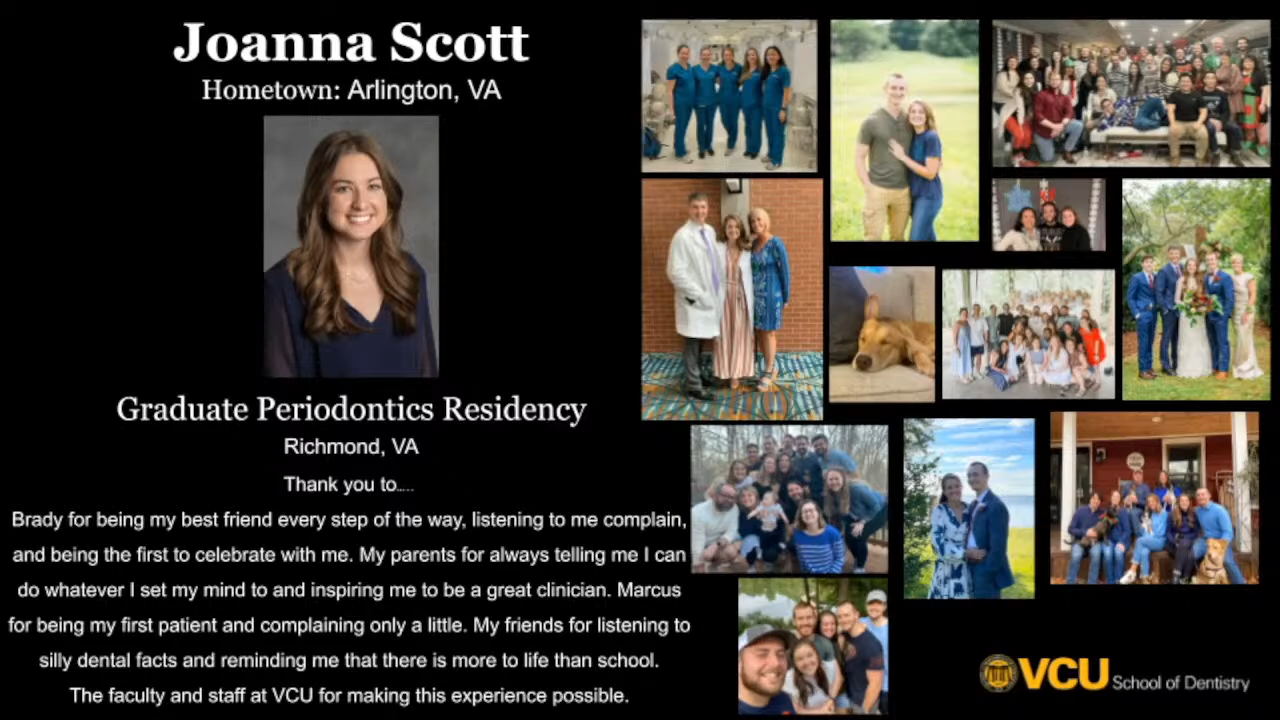 Joanna Scott
Hometown: Arlington, VA
Graduate Periodontics Residency
Richmond, VA
Thank you to.....
Brady for being my best friend every step of the way, listening to me complain,
and being the first to celebrate with me. My parents for always telling me I can
do whatever I set my mind to and inspiring me to be a great clinician. Marcus
for being my first patient and complaining only a little. My friends for listening to
silly dental facts and reminding me that there is more to life than school.
The faculty and staff at VCU for making this experience possible.
VCU School of Dentistry